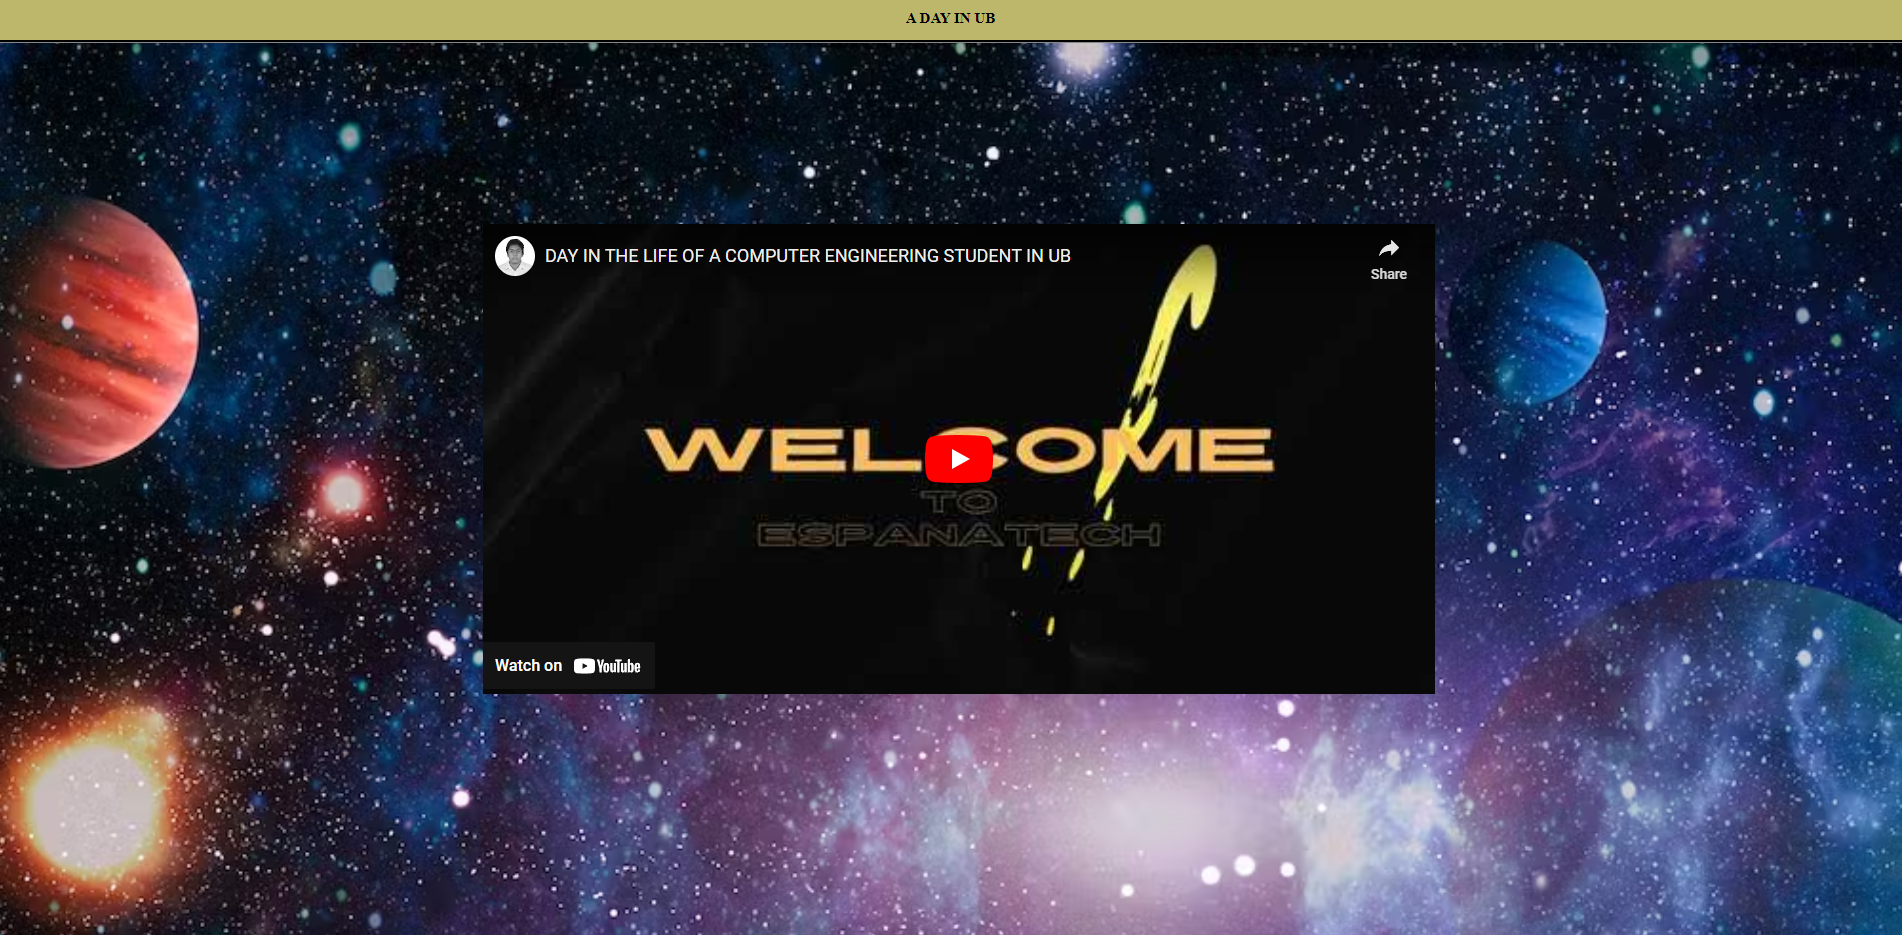 A DAY IN UB
DAY IN THE LIFE OF A COMPUTER ENGINEERING STUDENT IN UB
Share
WELCOME
TO
ESPANATECH
Watch on YouTube